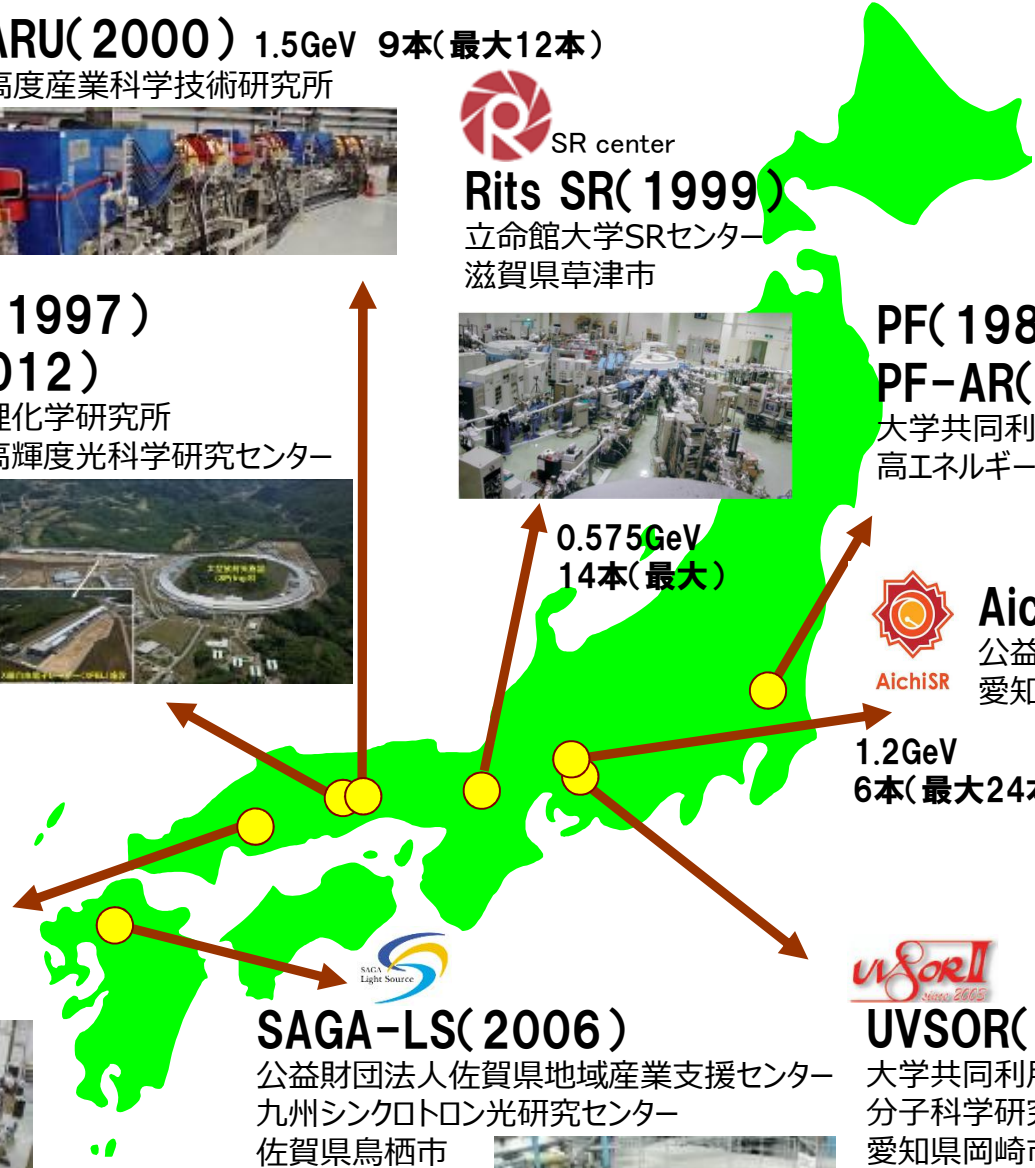 ARU(2000) 1.5GeV 9本(最大12本)
高度産業科学技術研究所
SR center
Rits SR(1999)
立命館大学SRセンター
滋賀県草津市
1997)
012)
理化学研究所
高輝度光科学研究センター
PF(198
PF-AR(
大学共同利
高エネルギー
0.575GeV
14本(最大)
AichiSR
Aic
公益
愛知
1.2GeV
6本(最大24本
SAGA
Light Source
SAGA-LS(2006)
公益財団法人佐賀県地域産業支援センター
九州シンクロトロン光研究センター
佐賀県鳥栖市
UVSORII
since 2003
UVSOR(
大学共同利用
分子科学研究
愛知県岡崎市